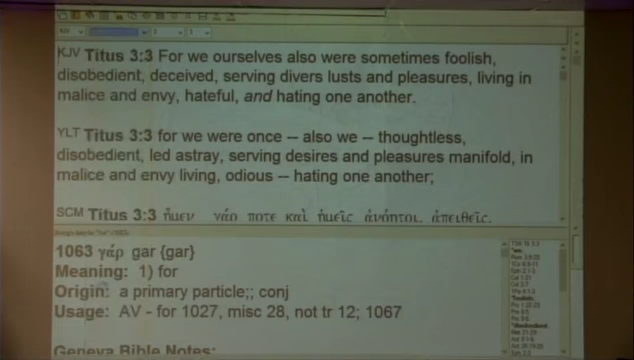 KJV Titus 3:3 For we ourselves also were sometimes foolish,
disobedient, deceived, serving divers lusts and pleasures, living in
malice and envy, hateful, and hating one another.
YLT Titus 3:3 for we were once -- also we -- thoughtless,
disobedient, led astray, serving desires and pleasures manifold, in
malice and envy living, odious -- hating one another;
SCM Titus 3:3 ἦμεν γάρ ποτε καὶ ἡμεῖς ἀνόητοι, ἀπειθεῖς,
1063 γάρ gar {gar}
Meaning: 1) for
Origin: a primary particle;; conj
Usage: AV - for 1027, misc 28, not tr 12; 1067
Geneva Bible Notes: